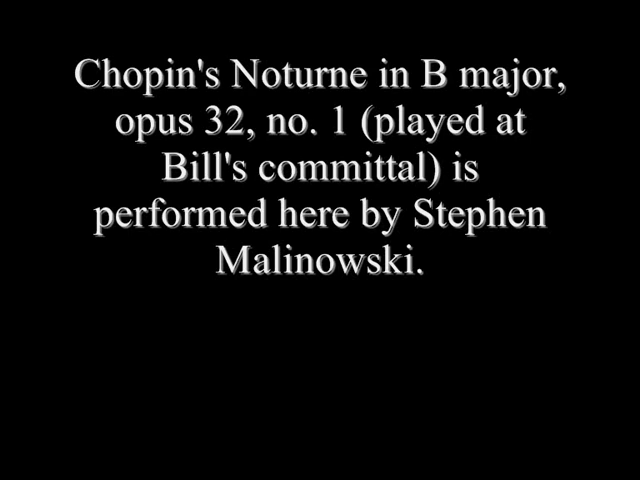 Chopin's Noturne in B major,
opus 32, no. 1 (played at
Bill's committal) is
performed here by Stephen
Malinowski.